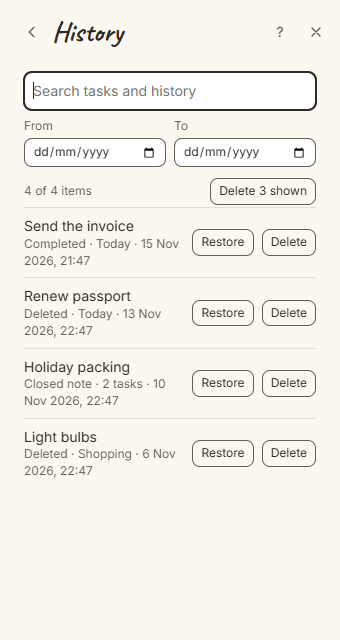 History
?
Search tasks and history
From To
dd/mm/yyyy dd/mm/yyyy
4 of 4 items Delete 3 shown
Send the invoice
Completed · Today · 15 Nov
2026, 21:47
Restore Delete
Renew passport
Deleted · Today · 13 Nov
2026, 22:47
Restore Delete
Holiday packing
Closed note · 2 tasks · 10
Nov 2026, 22:47
Restore Delete
Light bulbs
Deleted · Shopping · 6 Nov
2026, 22:47
Restore Delete